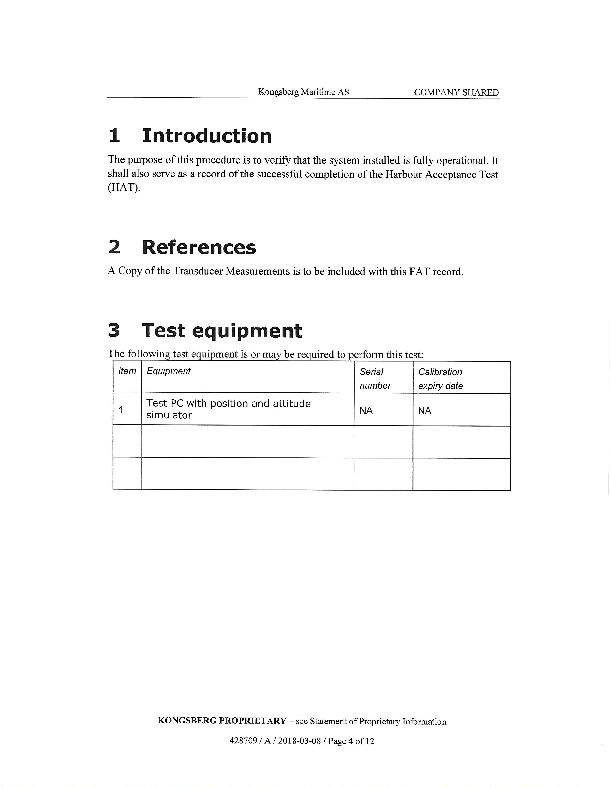 Kongsberg Maritime AS COMPANY SHARED
1 Introduction
The purpose of this procedure is to verify that the system installed is fully operational. It
shall also serve as a record of the successful completion of the Harbour Acceptance Test
(HAT).
2 References
A Copy of the Transducer Measurements is to be included with this FAT record.
3 Test equipment
The following test equipment is or may be required to perform this test:
Item Equipment Serial number Calibration expiry date
1 Test PC with position and attitude simulator NA NA
KONGSBERG PROPRIETARY – see Statement of Proprietary Information
428709 / A / 2018-03-08 / Page 4 of 12